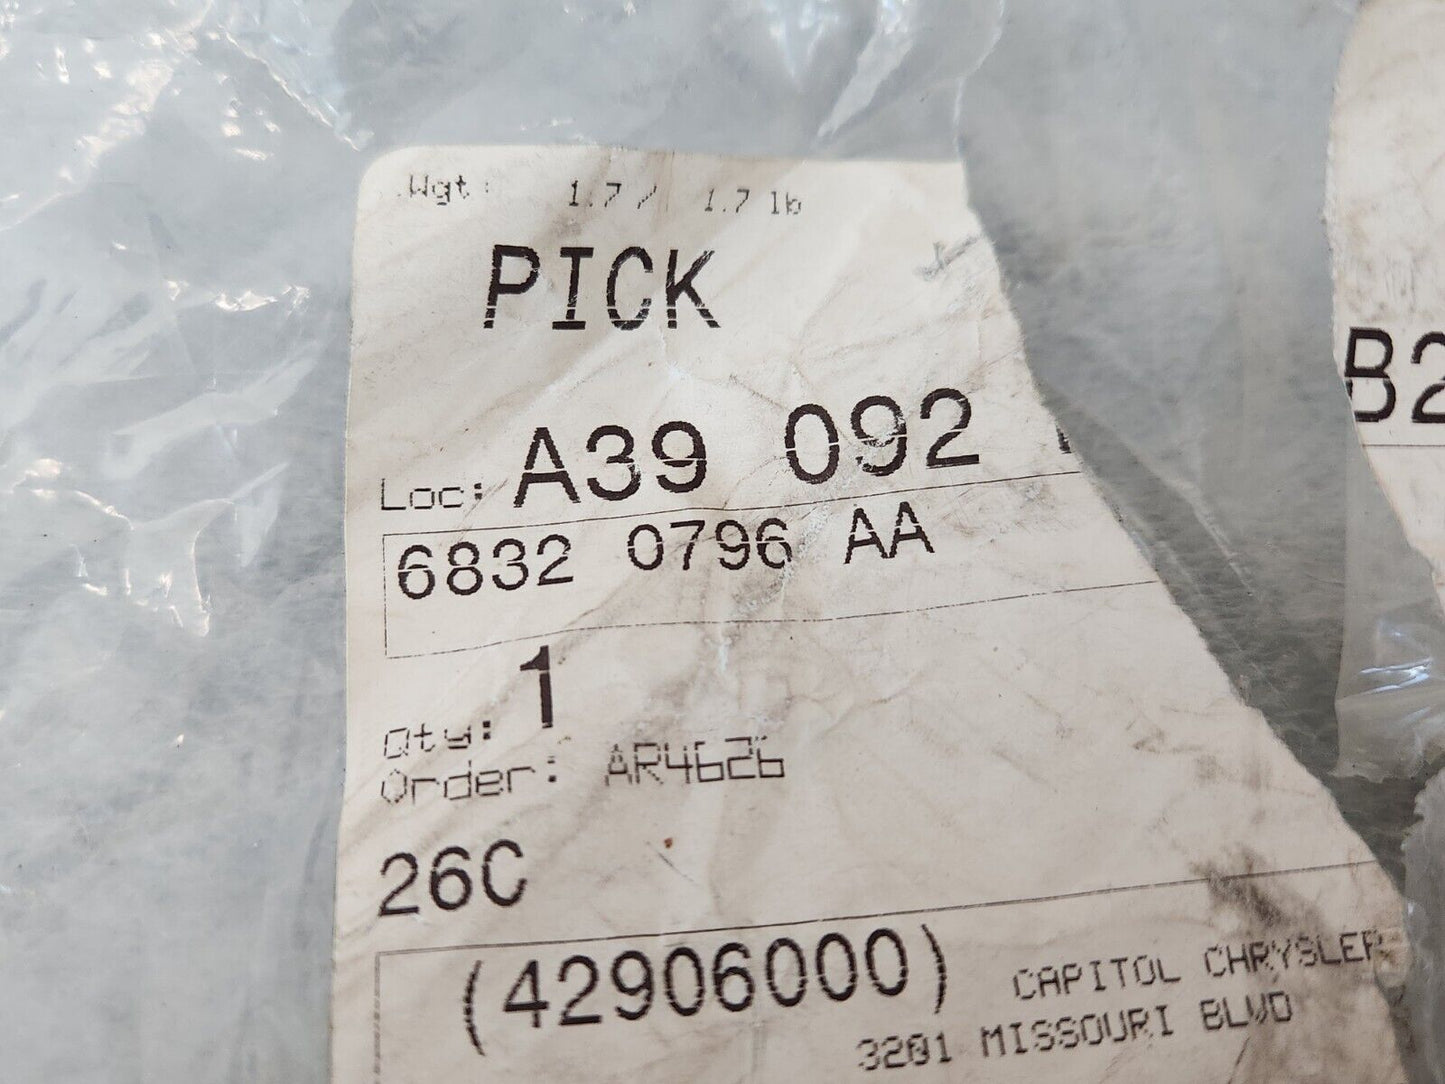 Wgt: 1.7 / 1.7 lb
PICK
Loc: A39 092
B2
6832 0796 AA
Qty: 1
Order: AR4626
26C
(42906000) CAPITOL CHRYSLER
3201 MISSOURI BLVD